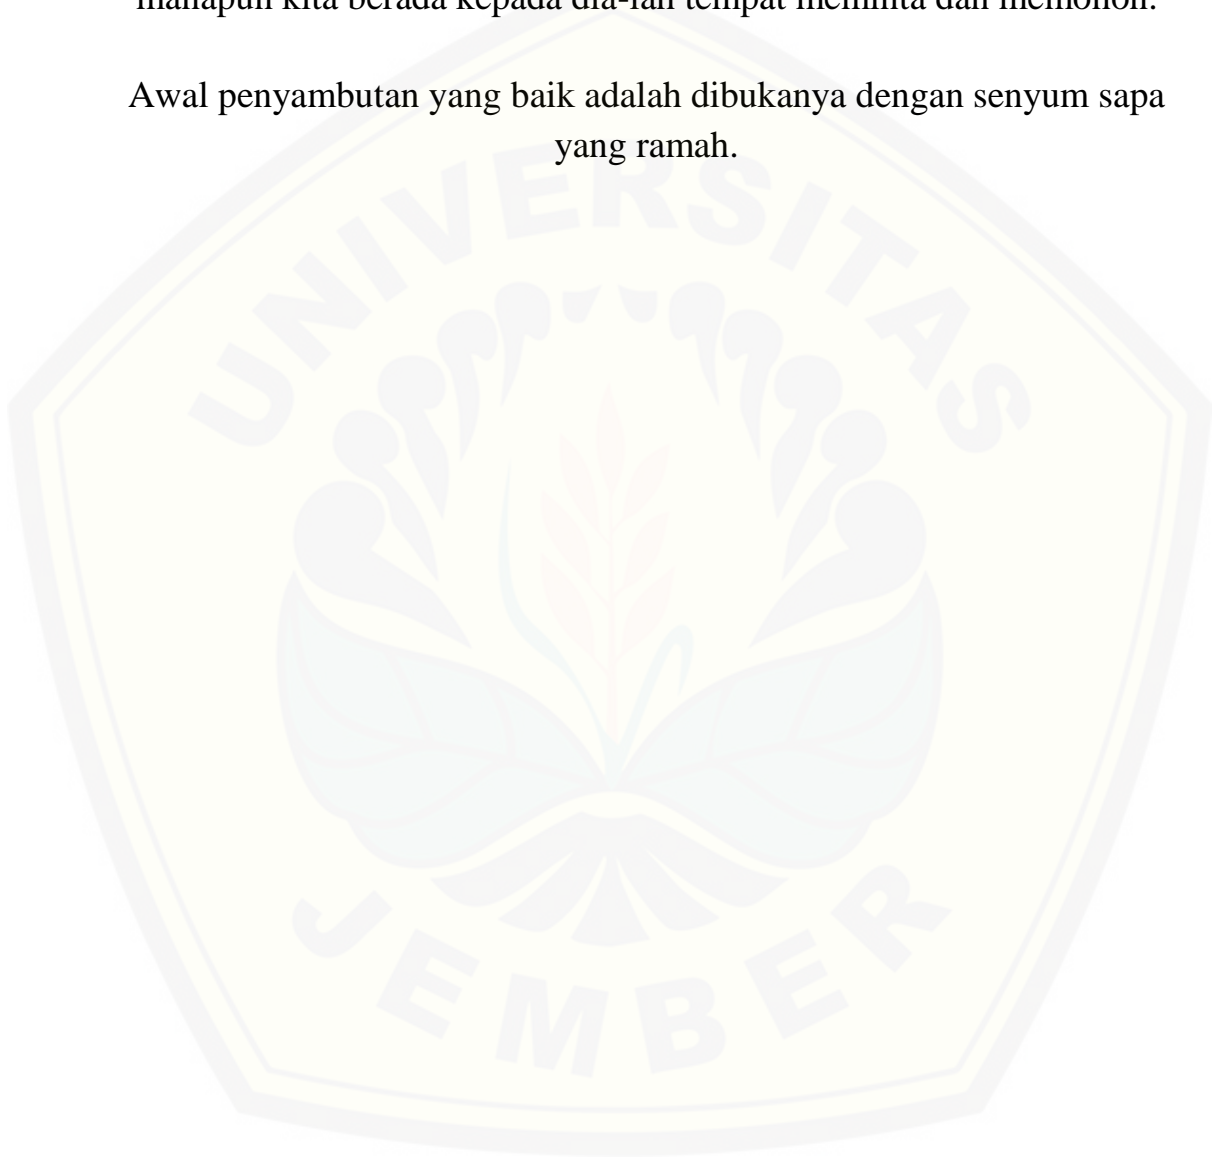 manapun kita berada kepada dia-lah tempat meminta dan memohon.
Awal penyambutan yang baik adalah dibukanya dengan senyum sapa
yang ramah.
UNIVERSITAS
JEMBER